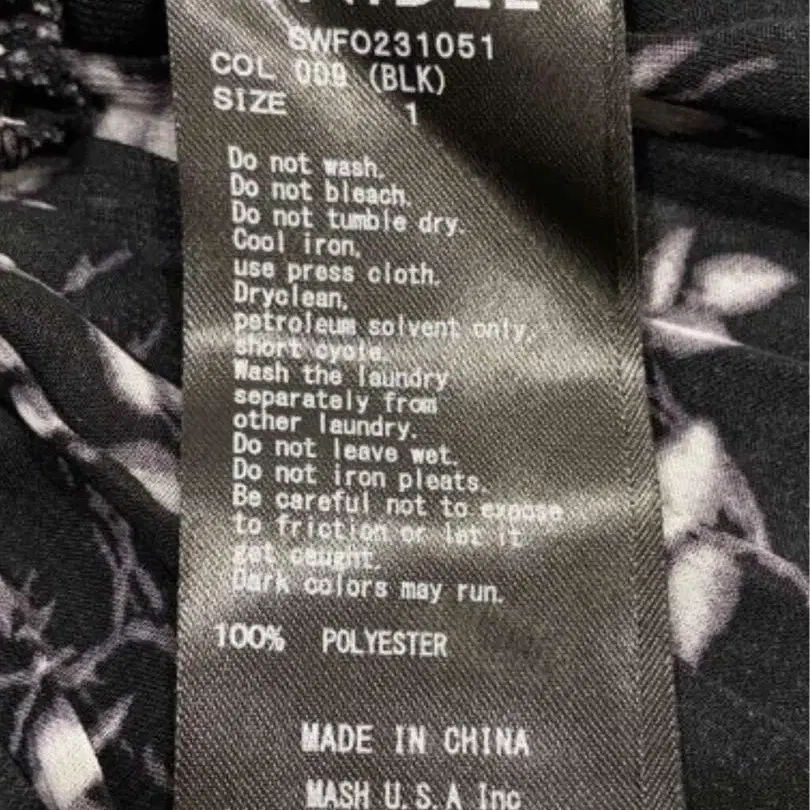 SWFO231051
COL 009 (BLK)
SIZE 1
Do not wash.
Do not bleach.
Do not tumble dry.
Cool iron,
use press cloth.
Dryclean,
petroleum solvent only,
short cycle.
Wash the laundry
separately from
other laundry.
Do not leave wet.
Do not iron pleats.
Be careful not to expose
to friction or let it
get caught.
Dark colors may run.
100% POLYESTER
MADE IN CHINA
MASH U.S.A Inc